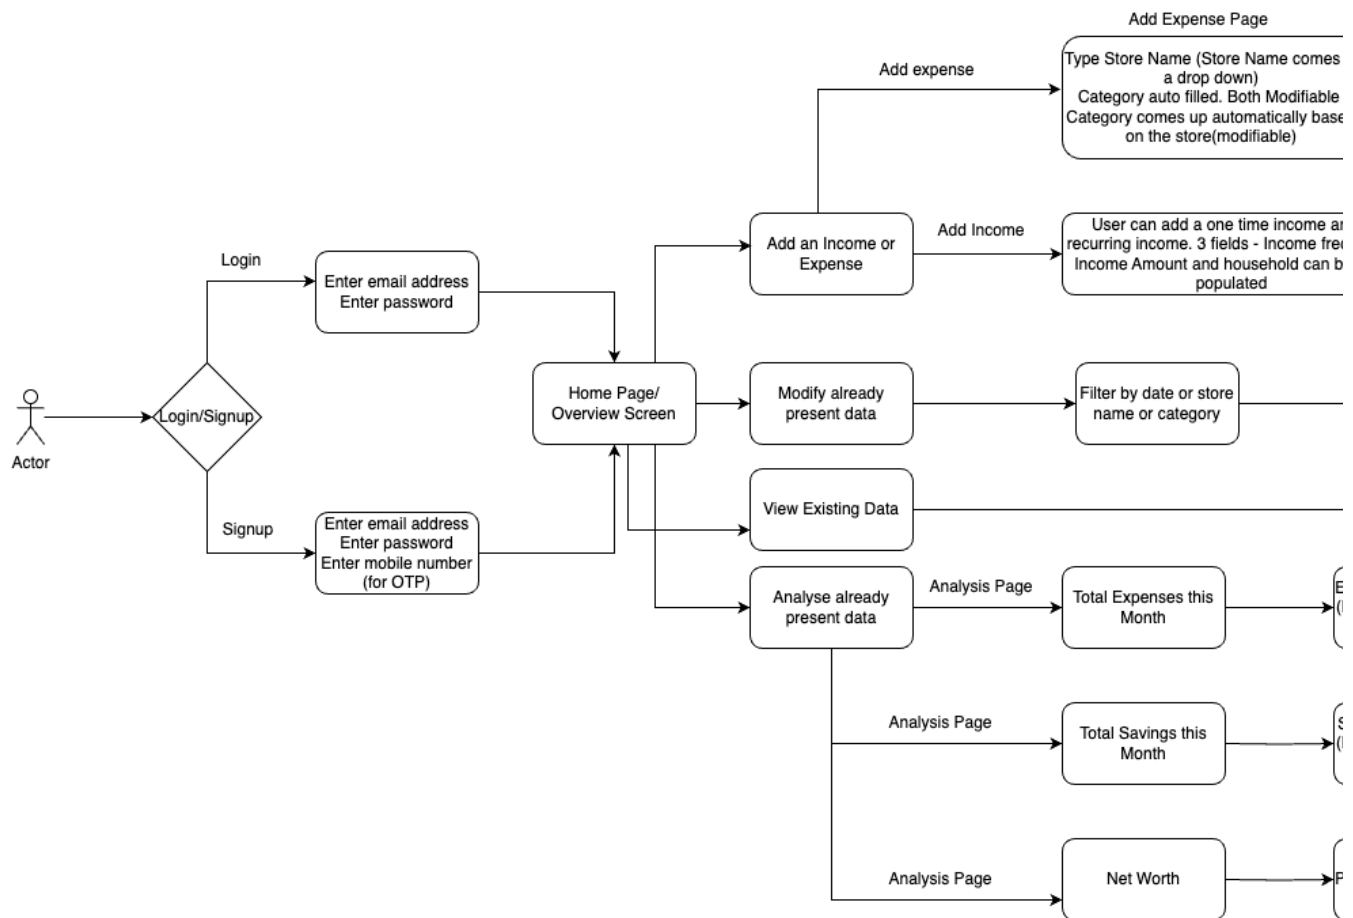 Add Expense Page
Type Store Name (Store Name comes
a drop down)
Category auto filled. Both Modifiable
Category comes up automatically
on the store(modifiable)
Add expense
Add an Income or
Expense
Add Income
User can add a one time income
recurring income. 3 fields - Income
Income Amount and household can
populated
Login
Enter email address
Enter password
Login/Signup
Actor
Home Page/
Overview Screen
Modify already
present data
Filter by date or store
name or category
View Existing Data
Signup
Enter email address
Enter password
Enter mobile number
(for OTP)
Analyse already
present data
Analysis Page
Total Expenses this
Month
Analysis Page
Total Savings this
Month
Analysis Page
Net Worth